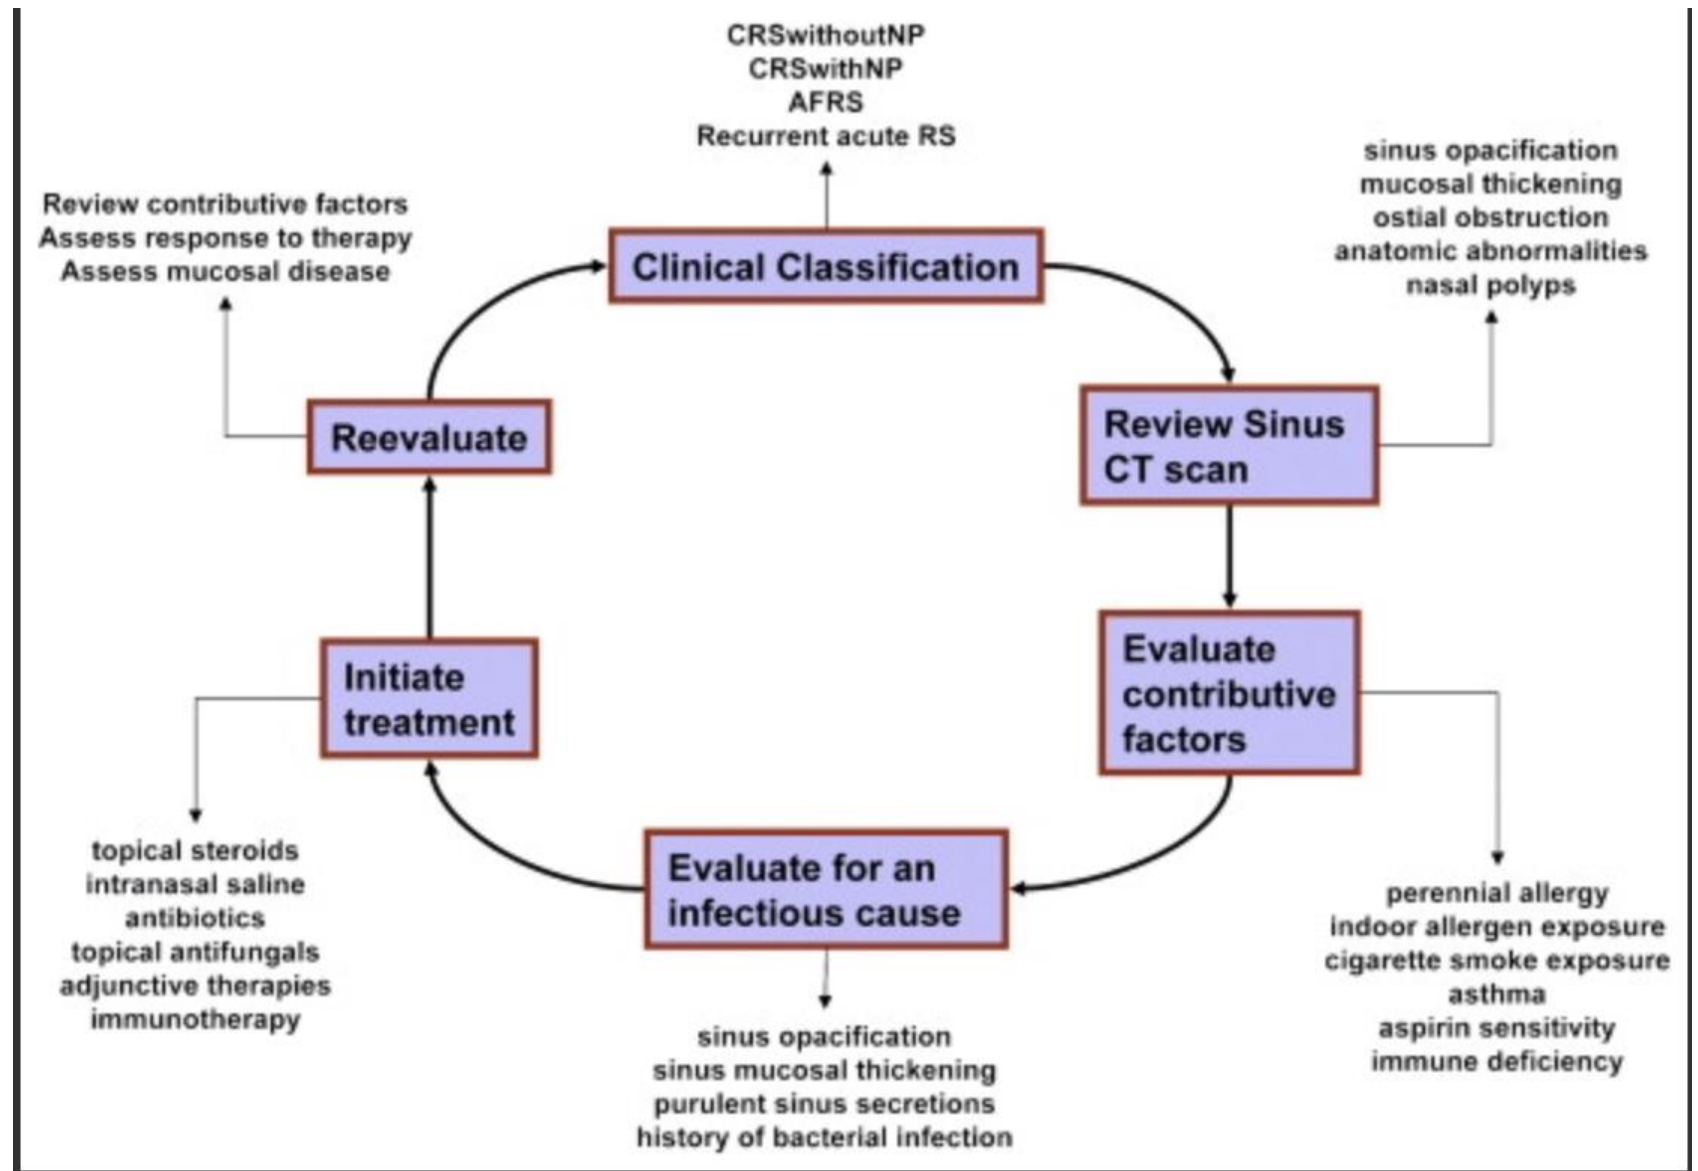 CRSwithoutNP
CRSwithNP
AFRS
Recurrent acute RS
Clinical Classification
sinus opacification
mucosal thickening
ostial obstruction
anatomic abnormalities
nasal polyps
Review Sinus
CT scan
Evaluate
contributive
factors
perennial allergy
indoor allergen exposure
cigarette smoke exposure
asthma
aspirin sensitivity
immune deficiency
Evaluate for an
infectious cause
sinus opacification
sinus mucosal thickening
purulent sinus secretions
history of bacterial infection
Initiate
treatment
topical steroids
intranasal saline
antibiotics
topical antifungals
adjunctive therapies
immunotherapy
Reevaluate
Review contributive factors
Assess response to therapy
Assess mucosal disease